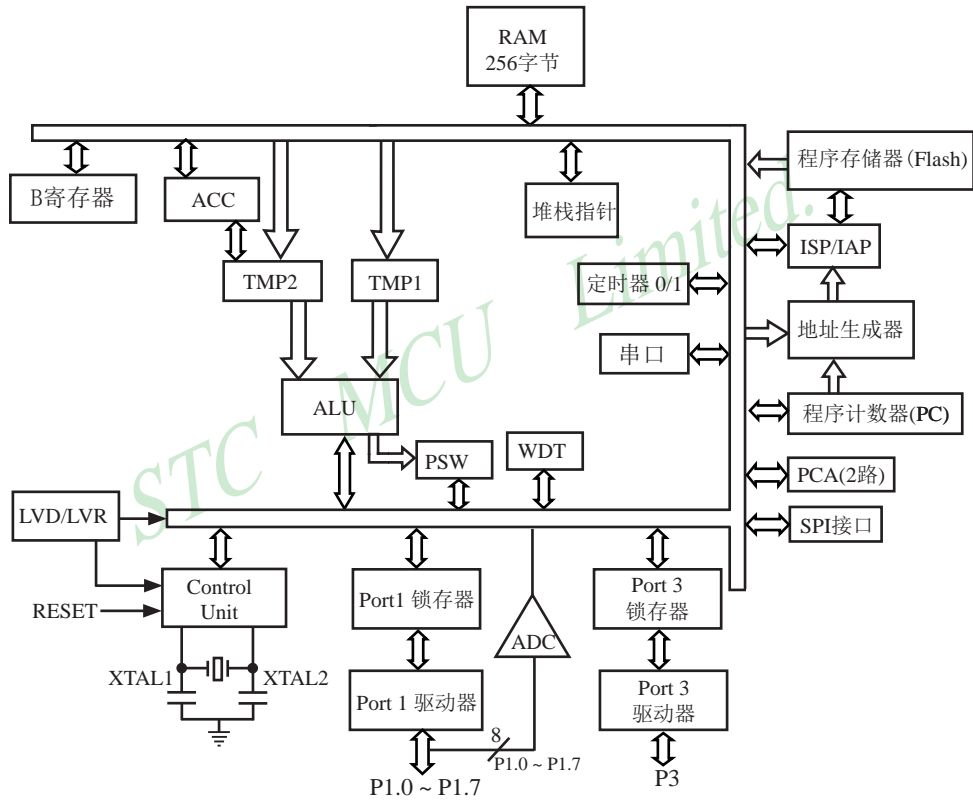 RAM
256字节
B寄存器
ACC
堆栈指针
程序存储器(Flash)
ISP/IAP
TMP2
TMP1
定时器 0/1
地址生成器
串口
ALU
程序计数器(PC)
PSW
WDT
PCA(2路)
LVD/LVR
SPI接口
Control
Unit
RESET
Port1 锁存器
ADC
Port 3
锁存器
XTAL1
XTAL2
Port 1 驱动器
Port 3
驱动器
8
P1.0 ~ P1.7
P1.0 ~ P1.7
P3
STC MCU Limited.